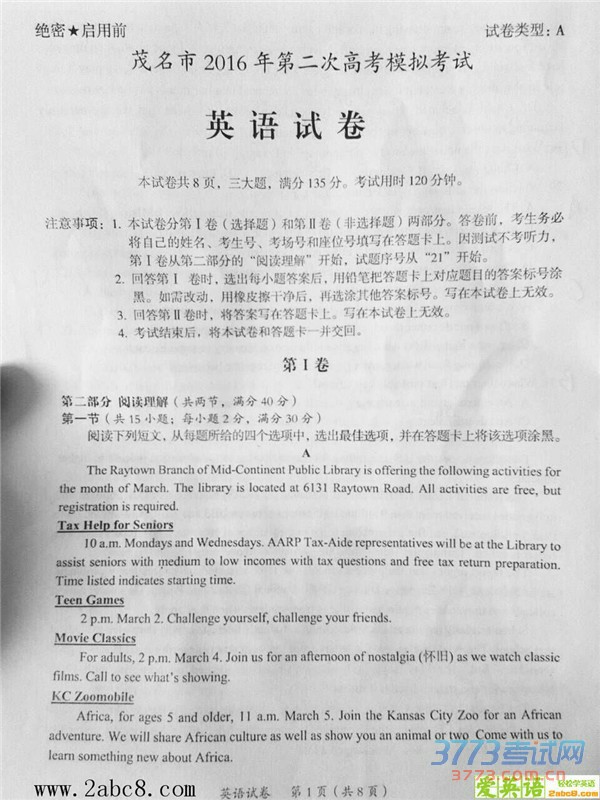 绝密★启用前
试卷类型：A
茂名市 2016 年第二次高考模拟考试
英语试卷
本试卷共 8 页，三大题，满分 135 分。考试用时 120 分钟。
注意事项：1. 本试卷分第 I 卷（选择题）和第 II 卷（非选择题）两部分。答卷前，考生务必
将自己的姓名、考生号、考场号和座位号填写在答题卡上。因测试不考听力，
第 I 卷从第二部分的“阅读理解”开始，试题序号从“21”开始。
2. 回答第 I 卷时，选出每小题答案后，用铅笔把答题卡上对应题目的答案标号涂
黑。如需改动，用橡皮擦干净后，再选涂其他答案标号。写在本试卷上无效。
3. 回答第 II 卷时，将答案写在答题卡上。写在本试卷上无效。
4. 考试结束后，将本试卷和答题卡一并交回。
第 I 卷
第二部分 阅读理解（共两节，满分 40 分）
第一节（共 15 小题；每小题 2 分，满分 30 分）
阅读下列短文，从每题所给的四个选项中，选出最佳选项，并在答题卡上将该选项涂黑。
A
The Raytown Branch of Mid-Continent Public Library is offering the following activities for
the month of March. The library is located at 6131 Raytown Road. All activities are free, but
registration is required.
Tax Help for Seniors
10 a.m. Mondays and Wednesdays. AARP Tax-Aide representatives will be at the Library to
assist seniors with medium to low incomes with tax questions and free tax return preparation.
Time listed indicates starting time.
Teen Games
2 p.m. March 2. Challenge yourself, challenge your friends.
Movie Classics
For adults, 2 p.m. March 4. Join us for an afternoon of nostalgia (怀旧) as we watch classic
films. Call to see what's showing.
KC Zoomobile
Africa, for ages 5 and older, 11 a.m. March 5. Join the Kansas City Zoo for an African
adventure. We will share African culture as well as show you an animal or two. Come with us to
learn something new about Africa.
英语试卷 第 1 页（共 8 页）
www.2abc8.com
3773考试网
3773.com.cn
爱英语
轻松学英语
2abc8.com